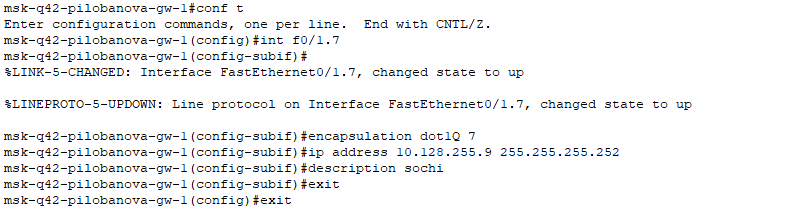 msk-q42-pilobanova-gw-1#conf t
Enter configuration commands, one per line.  End with CNTL/Z.
msk-q42-pilobanova-gw-1(config)#int f0/1.7
msk-q42-pilobanova-gw-1(config-subif)#
%LINK-5-CHANGED: Interface FastEthernet0/1.7, changed state to up
%LINEPROTO-5-UPDOWN: Line protocol on Interface FastEthernet0/1.7, changed state to up
msk-q42-pilobanova-gw-1(config-subif)#encapsulation dot1Q 7
msk-q42-pilobanova-gw-1(config-subif)#ip address 10.128.255.9 255.255.255.252
msk-q42-pilobanova-gw-1(config-subif)#description sochi
msk-q42-pilobanova-gw-1(config-subif)#exit
msk-q42-pilobanova-gw-1(config)#exit